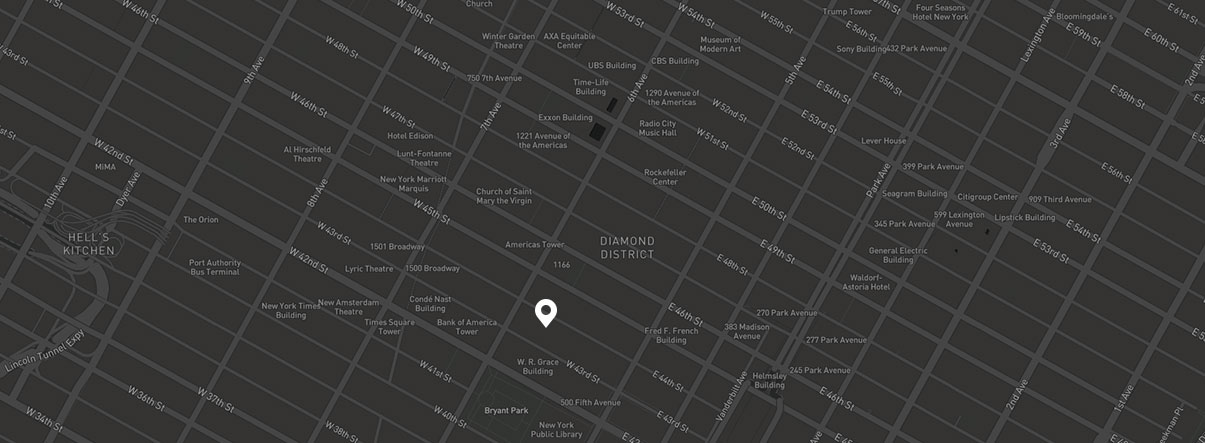 W 46th St
W 50th St
Church
W 53rd St
W 54th St
W 55th St
Trump Tower
E 56th St
Four Seasons
Hotel New York
Lexington Ave
Bloomingdale's
E 59th St
E 60th St
E 61st St
43rd St
W 48th St
Winter Garden
Theatre
AXA Equitable
Center
Museum of
Modern Art
Sony Building
432 Park Avenue
W 49th St
9th Ave
750 7th Avenue
UBS Building
CBS Building
5th Ave
2nd Ave
Time-Life
Building
6th Ave
1290 Avenue of
the Americas
E 55th St
E 54th St
E 58th St
W 46th St
W 47th St
7th Ave
Exxon Building
W 52nd St
E 53rd St
Hotel Edison
1221 Avenue of
the Americas
Radio City
Music Hall
W 51st St
E 52nd St
Lever House
3rd Ave
W 42nd St
Al Hirschfeld
Theatre
Lunt-Fontanne
Theatre
MiMA
399 Park Avenue
E 56th St
10th Ave
Dyer Ave
8th Ave
New York Marriott
Marquis
Church of Saint
Mary the Virgin
Rockefeller
Center
Park Ave
Seagram Building
Citigroup Center
909 Third Avenue
The Orion
W 45th St
E 50th St
345 Park Avenue
599 Lexington
Avenue
Lipstick Building
E 54th St
HELL'S
KITCHEN
W 43rd St
1501 Broadway
Americas Tower
DIAMOND
DISTRICT
E 49th St
General Electric
Building
E 53rd St
Port Authority
Bus Terminal
W 42nd St
Lyric Theatre
1500 Broadway
1166
E 48th St
Waldorf-
Astoria Hotel
New York Times
Building
New Amsterdam
Theatre
Condé Nast
Building
E 46th St
270 Park Avenue
Times Square
Tower
Bank of America
Tower
Fred F. French
Building
383 Madison
Avenue
277 Park Avenue
Lincoln Tunnel Expy
W 41st St
W. R. Grace
Building
W 43rd St
E 44th St
Helmsley
Building
245 Park Avenue
W 36th St
W 37th St
W 40th St
Bryant Park
500 Fifth Avenue
E 43rd St
Vanderbilt Ave
2nd Ave
1st Ave
W 34th St
W 38th St
New York
Public Library
E 42